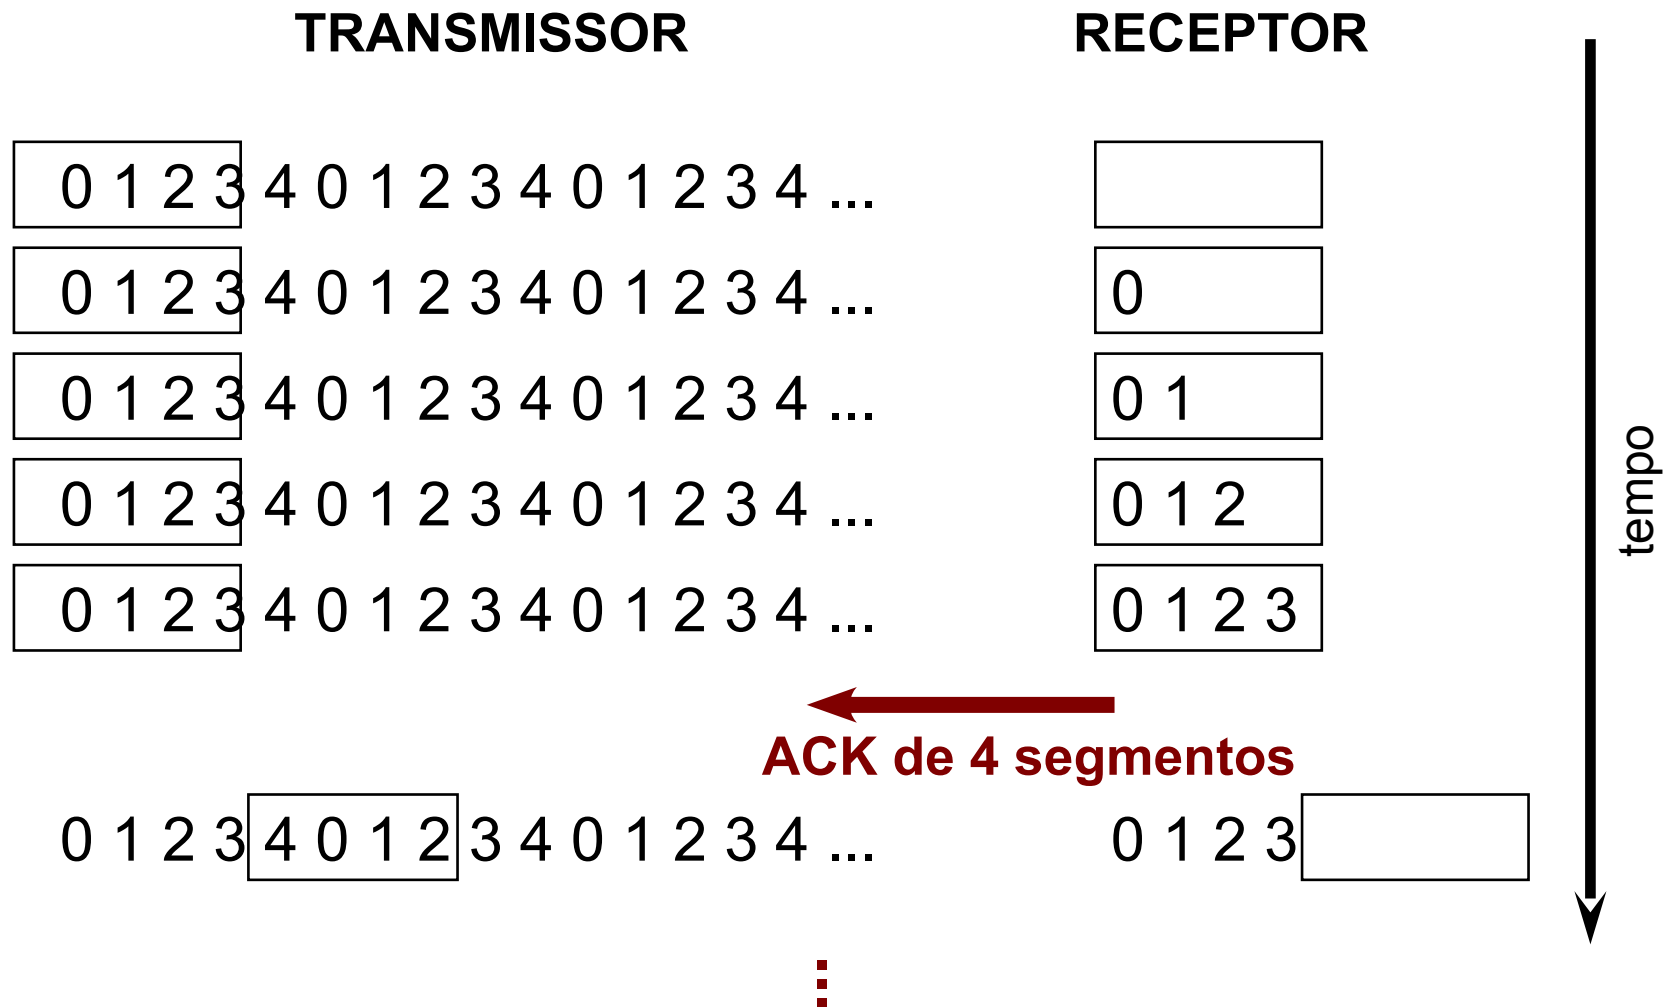 TRANSMISSOR RECEPTOR
0 1 2 3 4 0 1 2 3 4 0 1 2 3 4 ...
0 1 2 3 4 0 1 2 3 4 0 1 2 3 4 ... 0
0 1 2 3 4 0 1 2 3 4 0 1 2 3 4 ... 0 1
0 1 2 3 4 0 1 2 3 4 0 1 2 3 4 ... 0 1 2
0 1 2 3 4 0 1 2 3 4 0 1 2 3 4 ... 0 1 2 3
tempo
ACK de 4 segmentos
0 1 2 3 4 0 1 2 3 4 0 1 2 3 4 ... 0 1 2 3